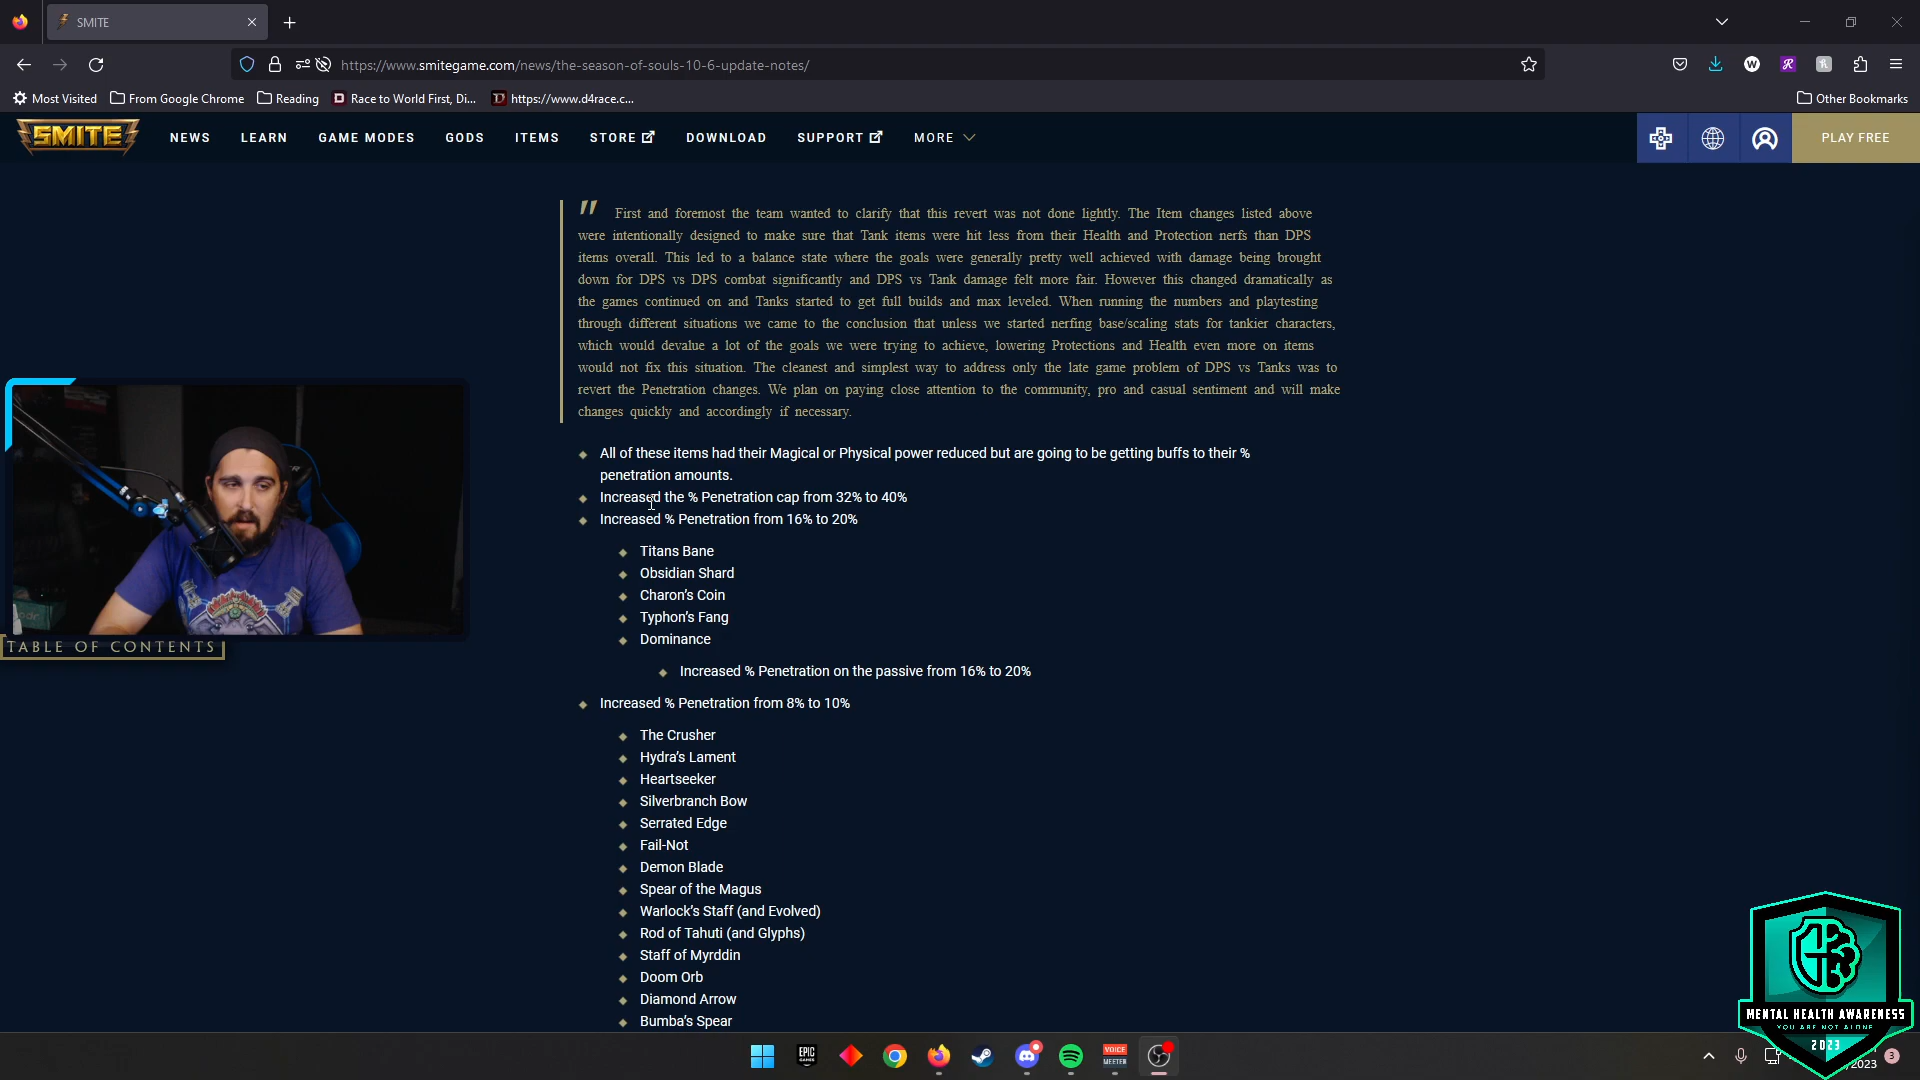 SMITE
https://www.smitegame.com/news/the-season-of-souls-10-6-update-notes/
Most Visited
From Google Chrome
Reading
Race to World First, Di...
https://www.d4race.c...
Other Bookmarks
SMITE
NEWS
LEARN
GAME MODES
GODS
ITEMS
STORE
DOWNLOAD
SUPPORT
MORE
PLAY FREE
" First and foremost the team wanted to clarify that this revert was not done lightly. The Item changes listed above
were intentionally designed to make sure that Tank items were hit less from their Health and Protection nerfs than DPS
items overall. This led to a balance state where the goals were generally pretty well achieved with damage being brought
down for DPS vs DPS combat significantly and DPS vs Tank damage felt more fair. However this changed dramatically as
the games continued on and Tanks started to get full builds and max leveled. When running the numbers and playtesting
through different situations we came to the conclusion that unless we started nerfing base/scaling stats for tankier characters,
which would devalue a lot of the goals we were trying to achieve, lowering Protections and Health even more on items
would not fix this situation. The cleanest and simplest way to address only the late game problem of DPS vs Tanks was to
revert the Penetration changes. We plan on paying close attention to the community, pro and casual sentiment and will make
changes quickly and accordingly if necessary.
All of these items had their Magical or Physical power reduced but are going to be getting buffs to their %
penetration amounts.
Increased the % Penetration cap from 32% to 40%
Increased % Penetration from 16% to 20%
Titans Bane
Obsidian Shard
Charon's Coin
Typhon's Fang
Dominance
Increased % Penetration on the passive from 16% to 20%
Increased % Penetration from 8% to 10%
The Crusher
Hydra's Lament
Heartseeker
Silverbranch Bow
Serrated Edge
Fail-Not
Demon Blade
Spear of the Magus
Warlock's Staff (and Evolved)
Rod of Tahuti (and Glyphs)
Staff of Myrddin
Doom Orb
Diamond Arrow
Bumba's Spear
TABLE OF CONTENTS
MENTAL HEALTH AWARENESS
YOU ARE NOT ALONE
2023
EPIC
GAMES
VOICE
MEETER
/2023
3